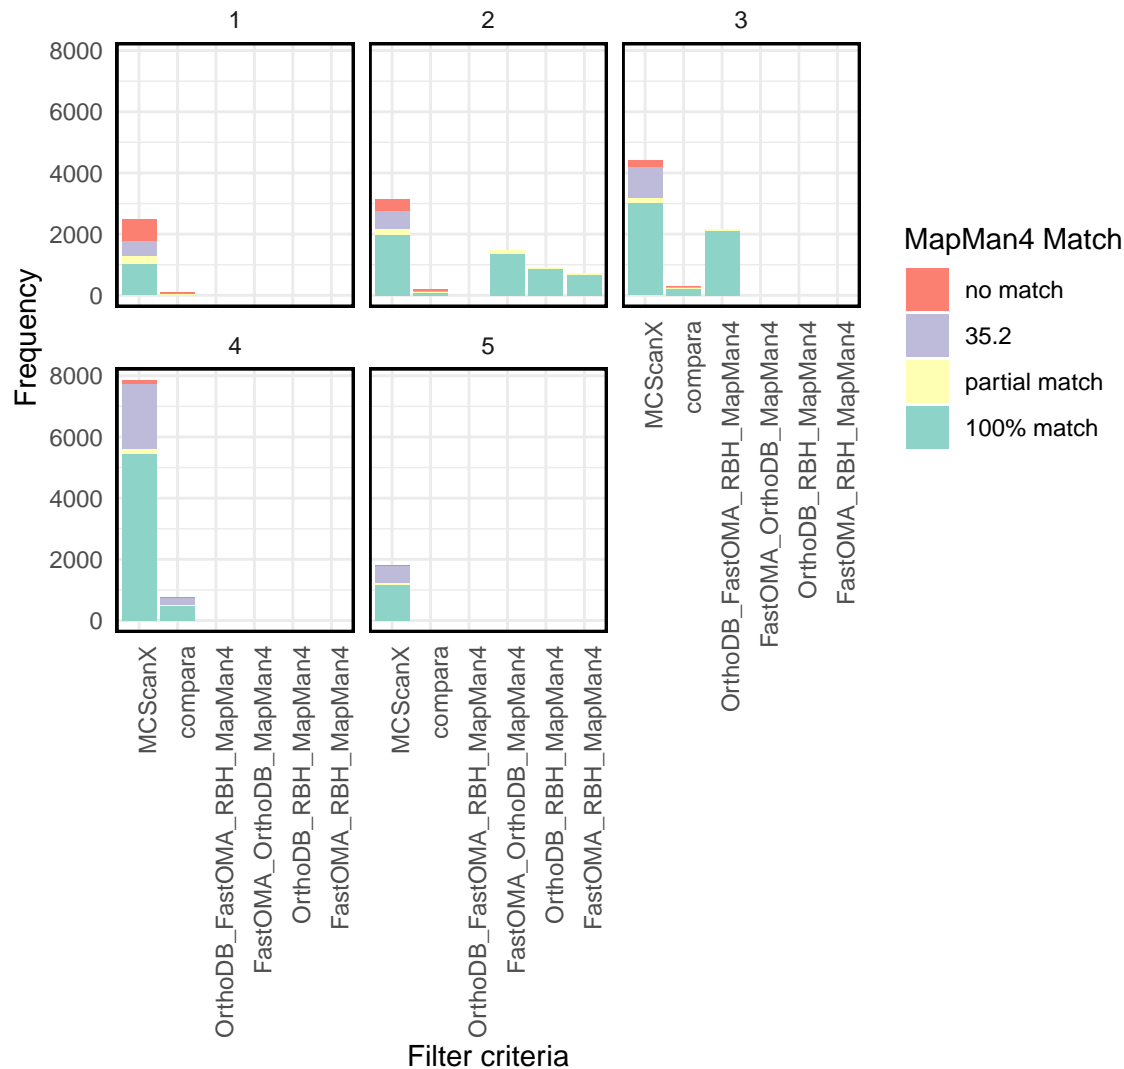 1
2
3
8000
6000
4000
2000
0
Frequency
MCScanX
compara
OrthoDB_FastOMA_RBH_MapMan4
FastOMA_OrthoDB_MapMan4
OrthoDB_RBH_MapMan4
FastOMA_RBH_MapMan4
4
5
8000
6000
4000
2000
0
MCScanX
compara
OrthoDB_FastOMA_RBH_MapMan4
FastOMA_OrthoDB_MapMan4
OrthoDB_RBH_MapMan4
FastOMA_RBH_MapMan4
MCScanX
compara
OrthoDB_FastOMA_RBH_MapMan4
FastOMA_OrthoDB_MapMan4
OrthoDB_RBH_MapMan4
FastOMA_RBH_MapMan4
Filter criteria
MapMan4 Match
no match
35.2
partial match
100% match